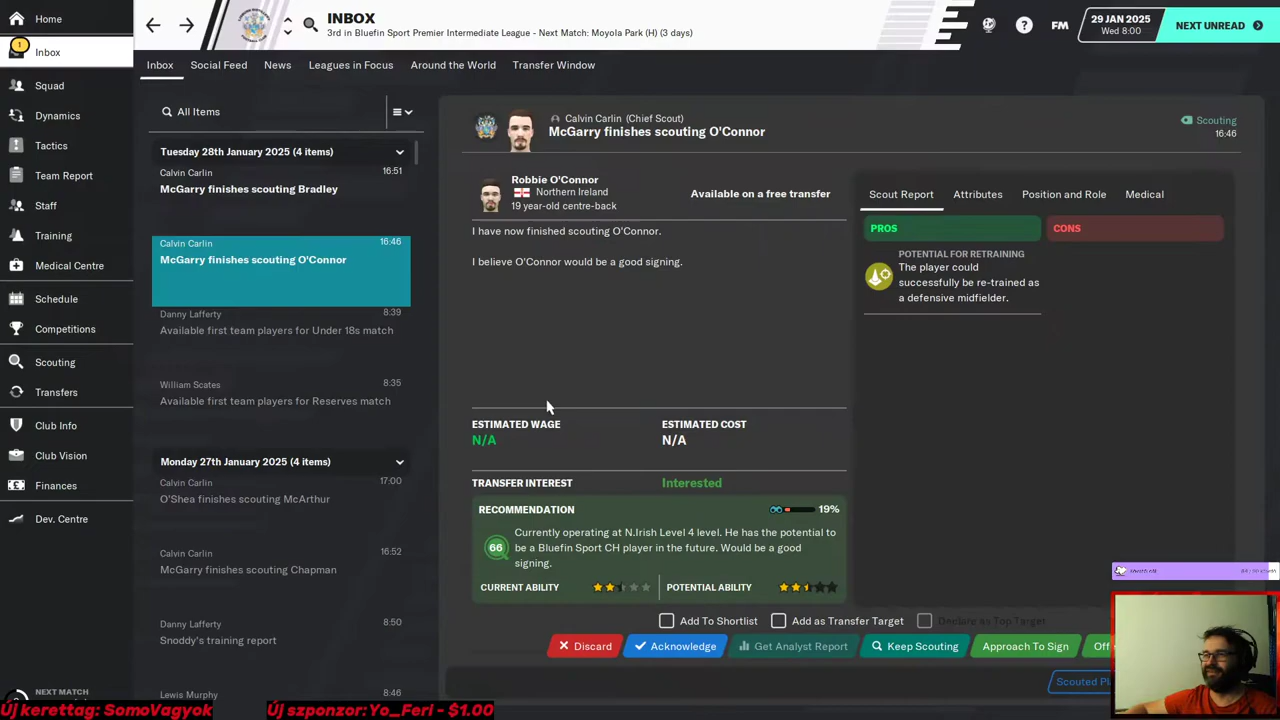 Home
1
Inbox
Squad
Dynamics
Tactics
Team Report
Staff
Training
Medical Centre
Schedule
Competitions
Scouting
Transfers
Club Info
Club Vision
Finances
Dev. Centre
NEXT MATCH
INBOX
3rd in Bluefin Sport Premier Intermediate League - Next Match: Moyola Park (H) (3 days)
FM
29 JAN 2025
Wed 8:00
NEXT UNREAD
Inbox
Social Feed
News
Leagues in Focus
Around the World
Transfer Window
All Items
Tuesday 28th January 2025 (4 items)
Calvin Carlin 16:51
McGarry finishes scouting Bradley
Calvin Carlin 16:46
McGarry finishes scouting O'Connor
Danny Lafferty 8:39
Available first team players for Under 18s match
William Scates 8:35
Available first team players for Reserves match
Monday 27th January 2025 (4 items)
Calvin Carlin 17:00
O'Shea finishes scouting McArthur
Calvin Carlin 16:52
McGarry finishes scouting Chapman
Danny Lafferty 8:50
Snoddy's training report
Lewis Murphy 8:46
Calvin Carlin (Chief Scout)
McGarry finishes scouting O'Connor
Scouting
16:46
Robbie O'Connor
Northern Ireland
19 year-old centre-back
Available on a free transfer
I have now finished scouting O'Connor.
I believe O'Connor would be a good signing.
ESTIMATED WAGE
N/A
ESTIMATED COST
N/A
TRANSFER INTEREST Interested
RECOMMENDATION 19%
66
Currently operating at N.Irish Level 4 level. He has the potential to
be a Bluefin Sport CH player in the future. Would be a good
signing.
CURRENT ABILITY
POTENTIAL ABILITY
Scout Report
Attributes
Position and Role
Medical
PROS
CONS
POTENTIAL FOR RETRAINING
The player could
successfully be re-trained as
a defensive midfielder.
Add To Shortlist
Add as Transfer Target
Declare as Top Target
Discard
Acknowledge
Get Analyst Report
Keep Scouting
Approach To Sign
Off
Scouted Pl
Új kerettag: SomoVagyok
Új szponzor: Yo_Feri - $1.00